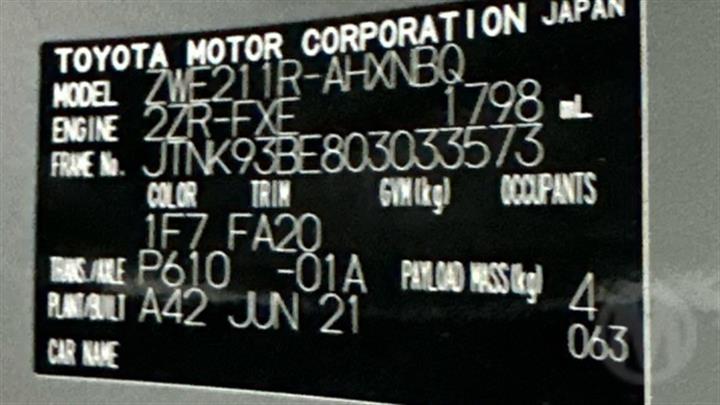 TOYOTA MOTOR CORPORATION JAPAN
MODEL ZWE211R-AHXNBQ
ENGINE 2ZR-FXE 1798 mL
FRAME No. JTNK93BE803033573
COLOR TRIM GVM(kg) OCCUPANTS
1F7 FA20
TRANS./AXLE P610 -01A PAYLOAD MASS(kg) 4
PLANT/BUILT A42 JUN 21 063
CAR NAME